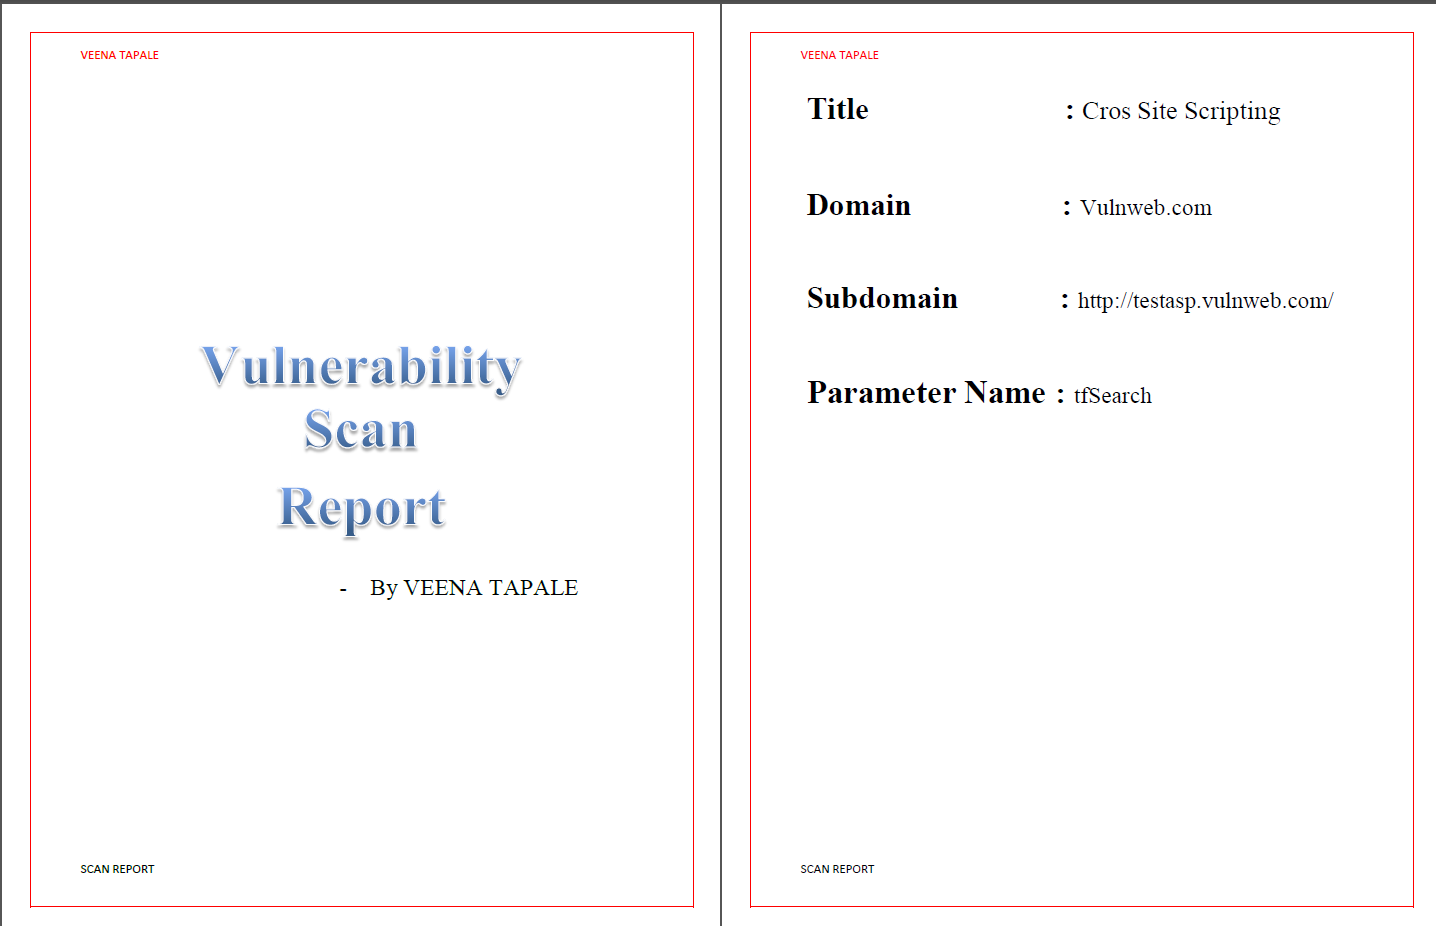 VEENA TAPALE
Vulnerability
Scan
Report
- By VEENA TAPALE
SCAN REPORT
VEENA TAPALE
Title : Cros Site Scripting
Domain : Vulnweb.com
Subdomain : http://testasp.vulnweb.com/
Parameter Name : tfSearch
SCAN REPORT